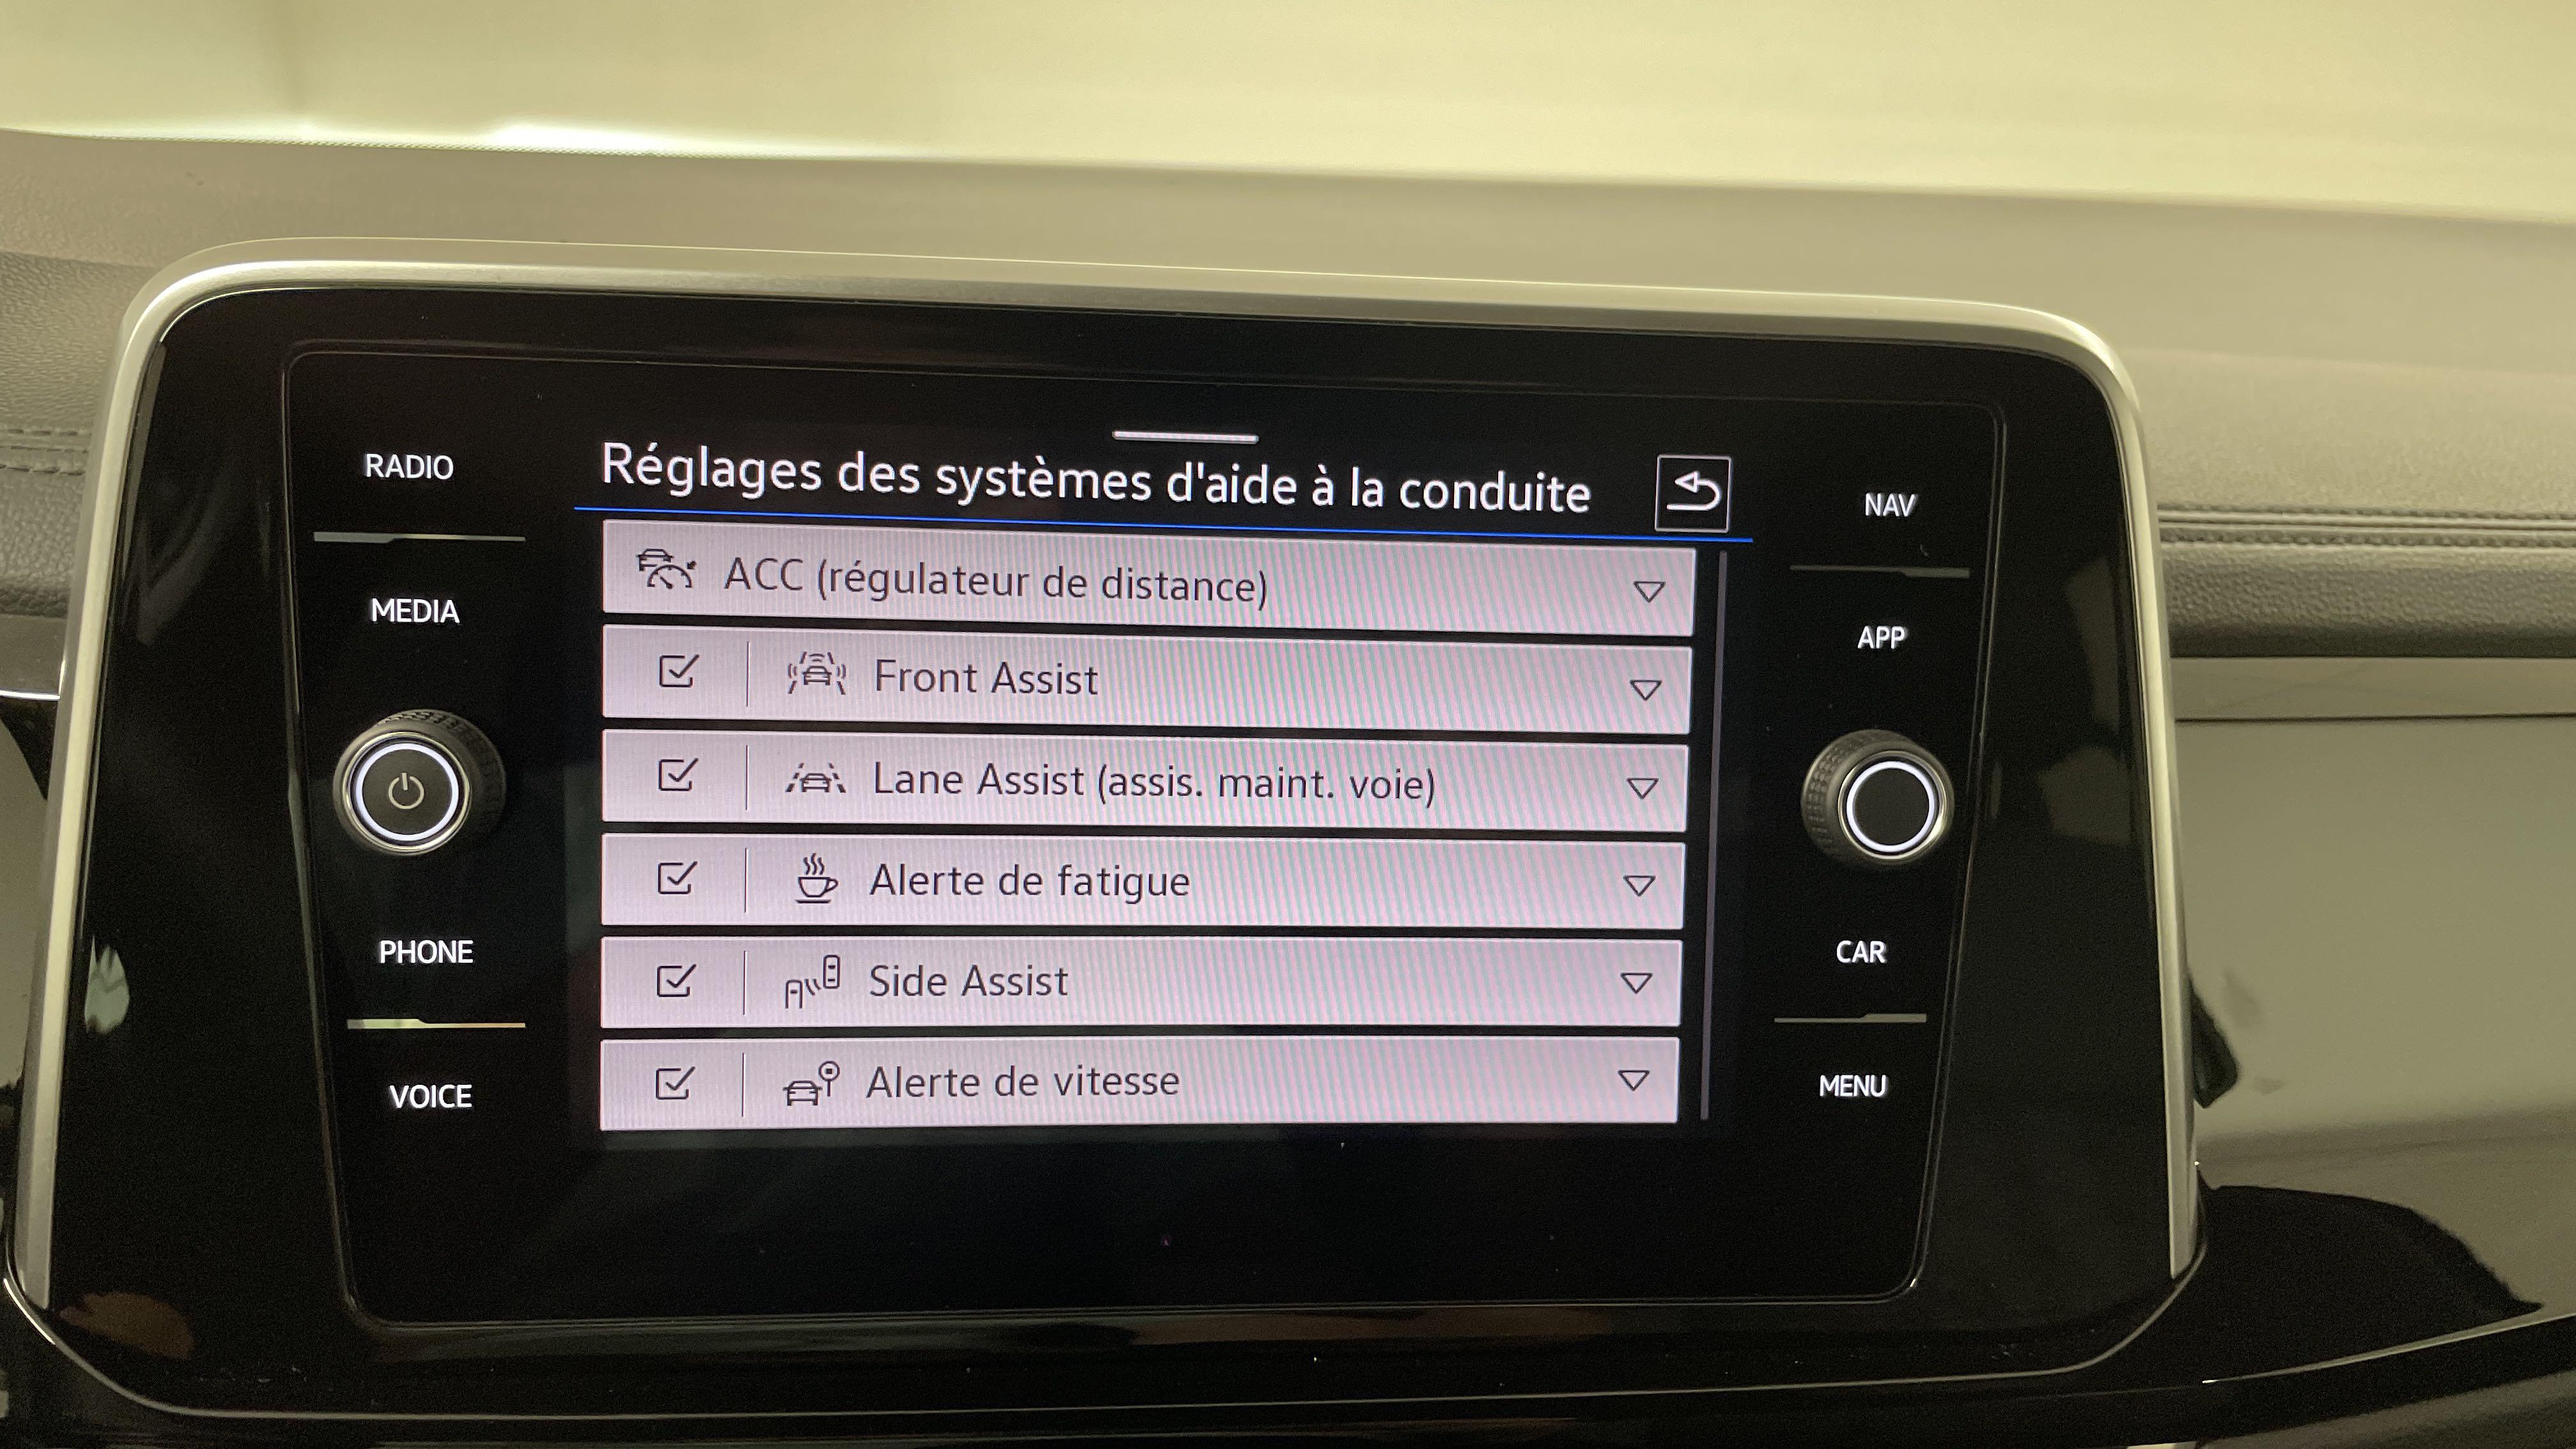 RADIO
MEDIA
PHONE
VOICE
Réglages des systèmes d'aide à la conduite
ACC (régulateur de distance)
Front Assist
Lane Assist (assis. maint. voie)
Alerte de fatigue
Side Assist
Alerte de vitesse
NAV
APP
CAR
MENU